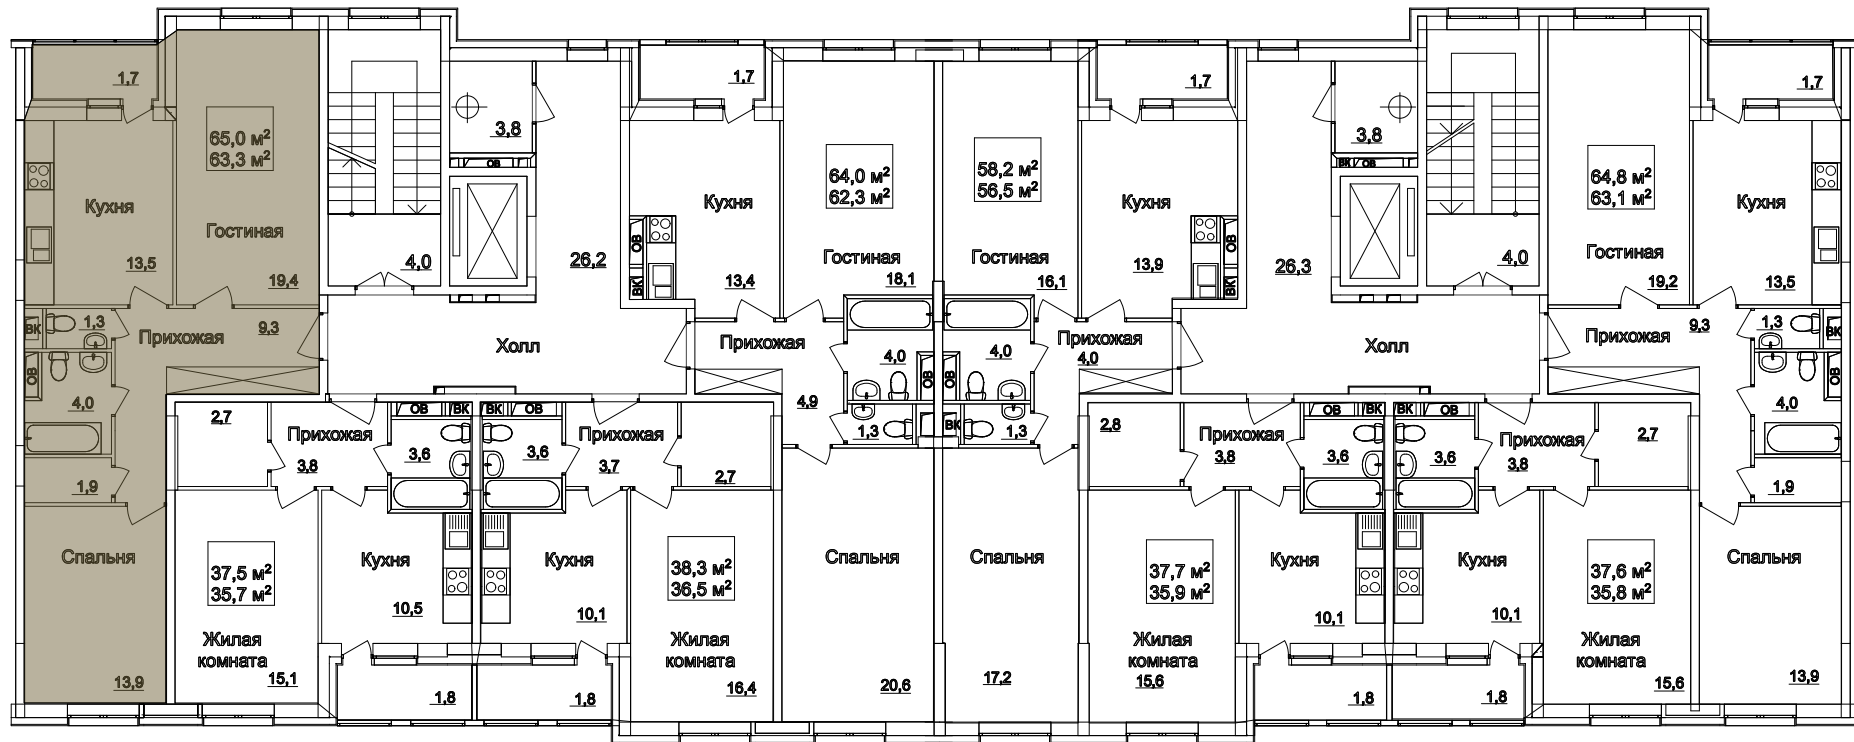 1,7
65,0 м²
63,3 м²
Кухня
13,5
Гостиная
19,4
4,0
3,8
ОВ
26,2
1,7
Кухня
ОВ
ВК
13,4
64,0 м²
62,3 м²
Гостиная
18,1
58,2 м²
56,5 м²
Гостиная
16,1
1,7
Кухня
13,9
ОВ
ВК
26,3
3,8
ВК
ОВ
4,0
64,8 м²
63,1 м²
Гостиная
19,2
1,7
Кухня
13,5
ВК
1,3
Прихожая
9,3
ОВ
4,0
1,9
Холл
Прихожая
4,9
4,0
ОВ
1,3
ОВ
4,0
ВК
1,3
Прихожая
4,0
Холл
Прихожая
9,3
1,3
ВК
4,0
ОВ
1,9
2,7
Прихожая
3,8
ОВ
ВК
3,6
ВК
ОВ
3,6
Прихожая
3,7
2,7
2,8
Прихожая
3,8
ОВ
ВК
3,6
ВК
ОВ
3,6
Прихожая
3,8
2,7
Спальня
13,9
37,5 м²
35,7 м²
Жилая
комната
15,1
Кухня
10,5
1,8
Кухня
10,1
1,8
38,3 м²
36,5 м²
Жилая
комната
16,4
Спальня
20,6
Спальня
17,2
37,7 м²
35,9 м²
Жилая
комната
15,6
Кухня
10,1
1,8
Кухня
10,1
1,8
37,6 м²
35,8 м²
Жилая
комната
15,6
Спальня
13,9